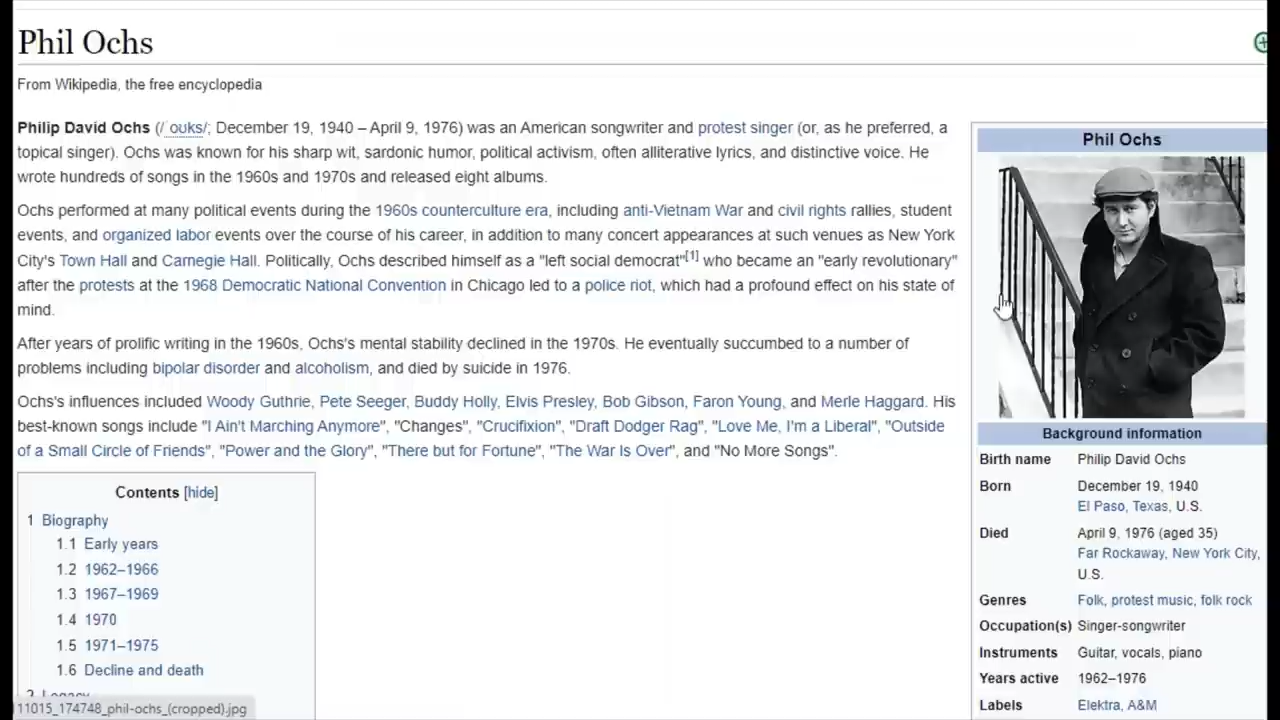 Phil Ochs
From Wikipedia, the free encyclopedia
Philip David Ochs (/ˈoʊks/; December 19, 1940 – April 9, 1976) was an American songwriter and protest singer (or, as he preferred, a
topical singer). Ochs was known for his sharp wit, sardonic humor, political activism, often alliterative lyrics, and distinctive voice. He
wrote hundreds of songs in the 1960s and 1970s and released eight albums.
Ochs performed at many political events during the 1960s counterculture era, including anti-Vietnam War and civil rights rallies, student
events, and organized labor events over the course of his career, in addition to many concert appearances at such venues as New York
City's Town Hall and Carnegie Hall. Politically, Ochs described himself as a "left social democrat"[1] who became an "early revolutionary"
after the protests at the 1968 Democratic National Convention in Chicago led to a police riot, which had a profound effect on his state of
mind.
After years of prolific writing in the 1960s, Ochs's mental stability declined in the 1970s. He eventually succumbed to a number of
problems including bipolar disorder and alcoholism, and died by suicide in 1976.
Ochs's influences included Woody Guthrie, Pete Seeger, Buddy Holly, Elvis Presley, Bob Gibson, Faron Young, and Merle Haggard. His
best-known songs include "I Ain't Marching Anymore", "Changes", "Crucifixion", "Draft Dodger Rag", "Love Me, I'm a Liberal", "Outside
of a Small Circle of Friends", "Power and the Glory", "There but for Fortune", "The War Is Over", and "No More Songs".
Contents [hide]
1 Biography
1.1 Early years
1.2 1962–1966
1.3 1967–1969
1.4 1970
1.5 1971–1975
1.6 Decline and death
2 Legacy
11015_174748_phil-ochs_(cropped).jpg
Phil Ochs
Background information
Birth name Philip David Ochs
Born December 19, 1940
El Paso, Texas, U.S.
Died April 9, 1976 (aged 35)
Far Rockaway, New York City,
U.S.
Genres Folk, protest music, folk rock
Occupation(s) Singer-songwriter
Instruments Guitar, vocals, piano
Years active 1962–1976
Labels Elektra, A&M